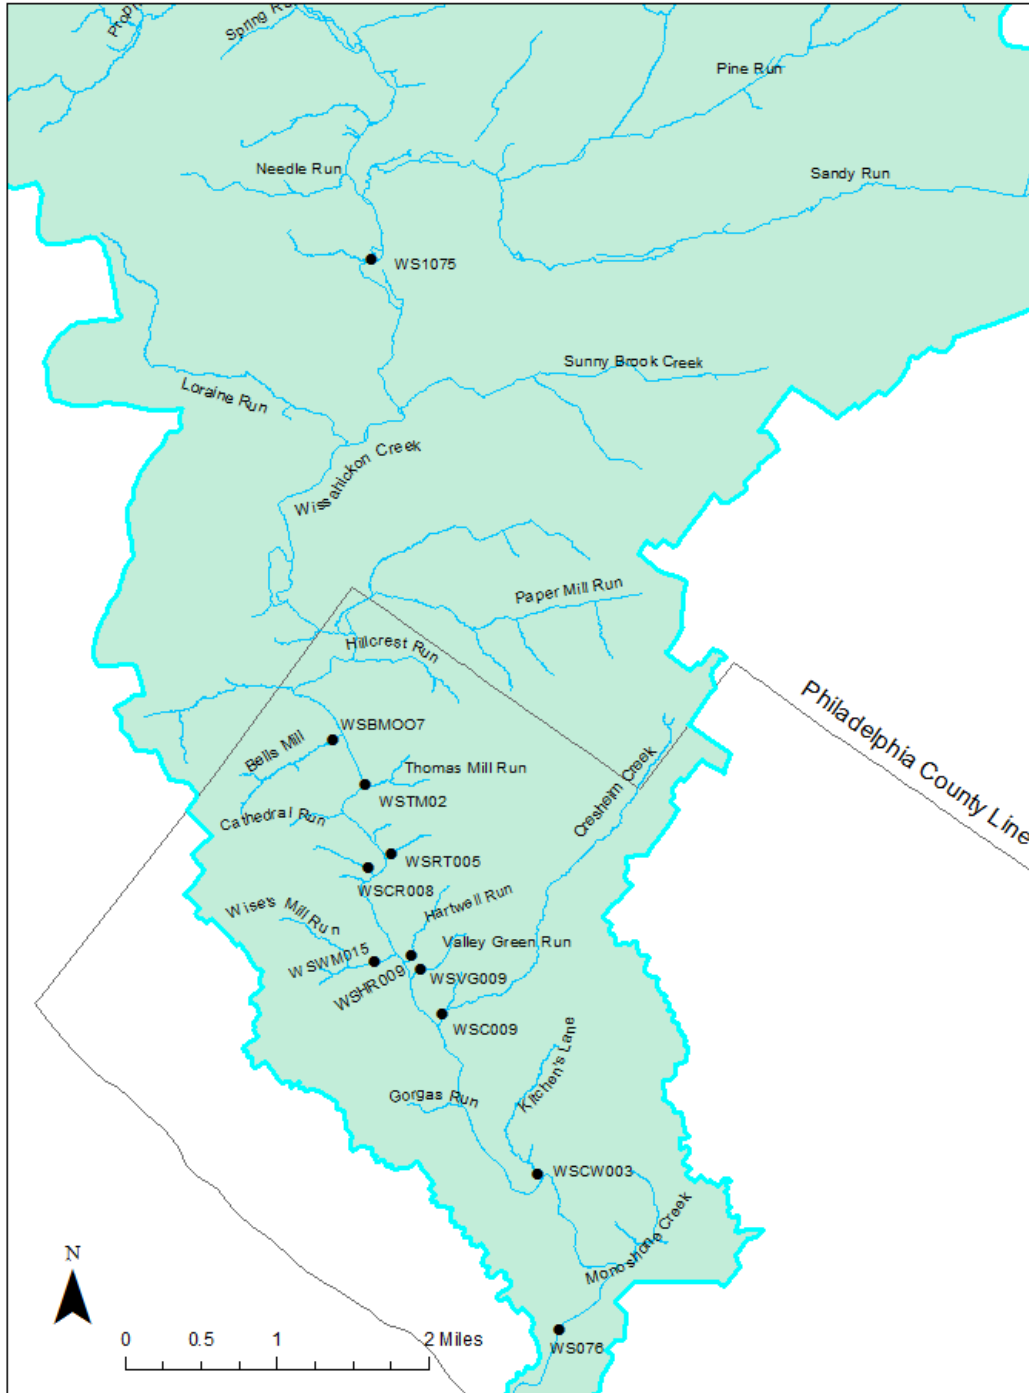 Spring Run
Pine Run
Needle Run
Sandy Run
WS1075
Sunny Brook Creek
Loraine Run
Wissahickon Creek
Paper Mill Run
Hillcrest Run
Philadelphia County Line
WSBMOO7
Bells Mill
Thomas Mill Run
WSTM02
Cresheim Creek
Cathedral Run
WSRT005
WSCR008
Hartwell Run
Wise's Mill Run
Valley Green Run
WSWM015
WSHR009
WSVG009
WSC009
Kitchen's Lane
Gorgas Run
WSCW003
Monoshone Creek
N
0 0.5 1 2 Miles
WS076